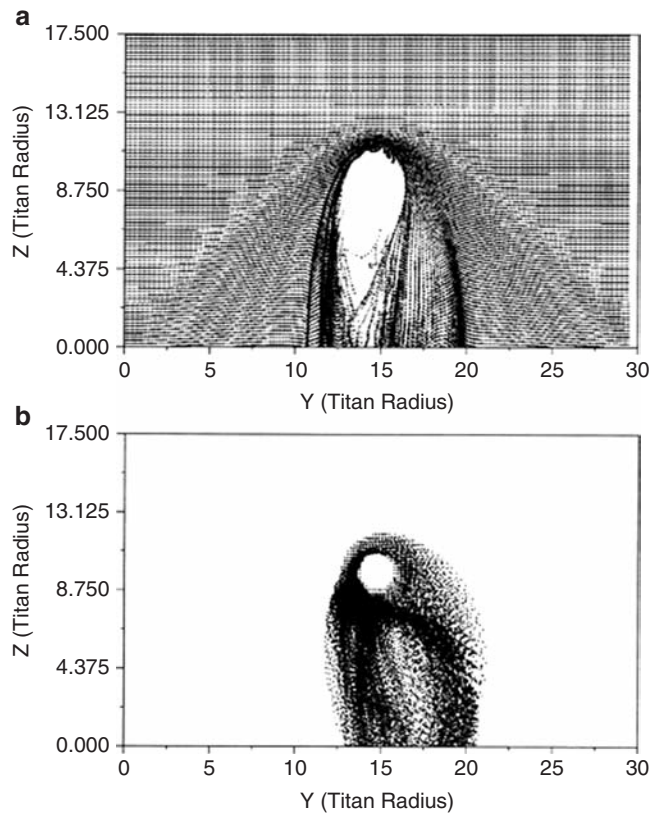 a
17.500
13.125
8.750
4.375
0.000
Z (Titan Radius)
0 5 10 15 20 25 30
Y (Titan Radius)
b
17.500
13.125
8.750
4.375
0.000
Z (Titan Radius)
0 5 10 15 20 25 30
Y (Titan Radius)